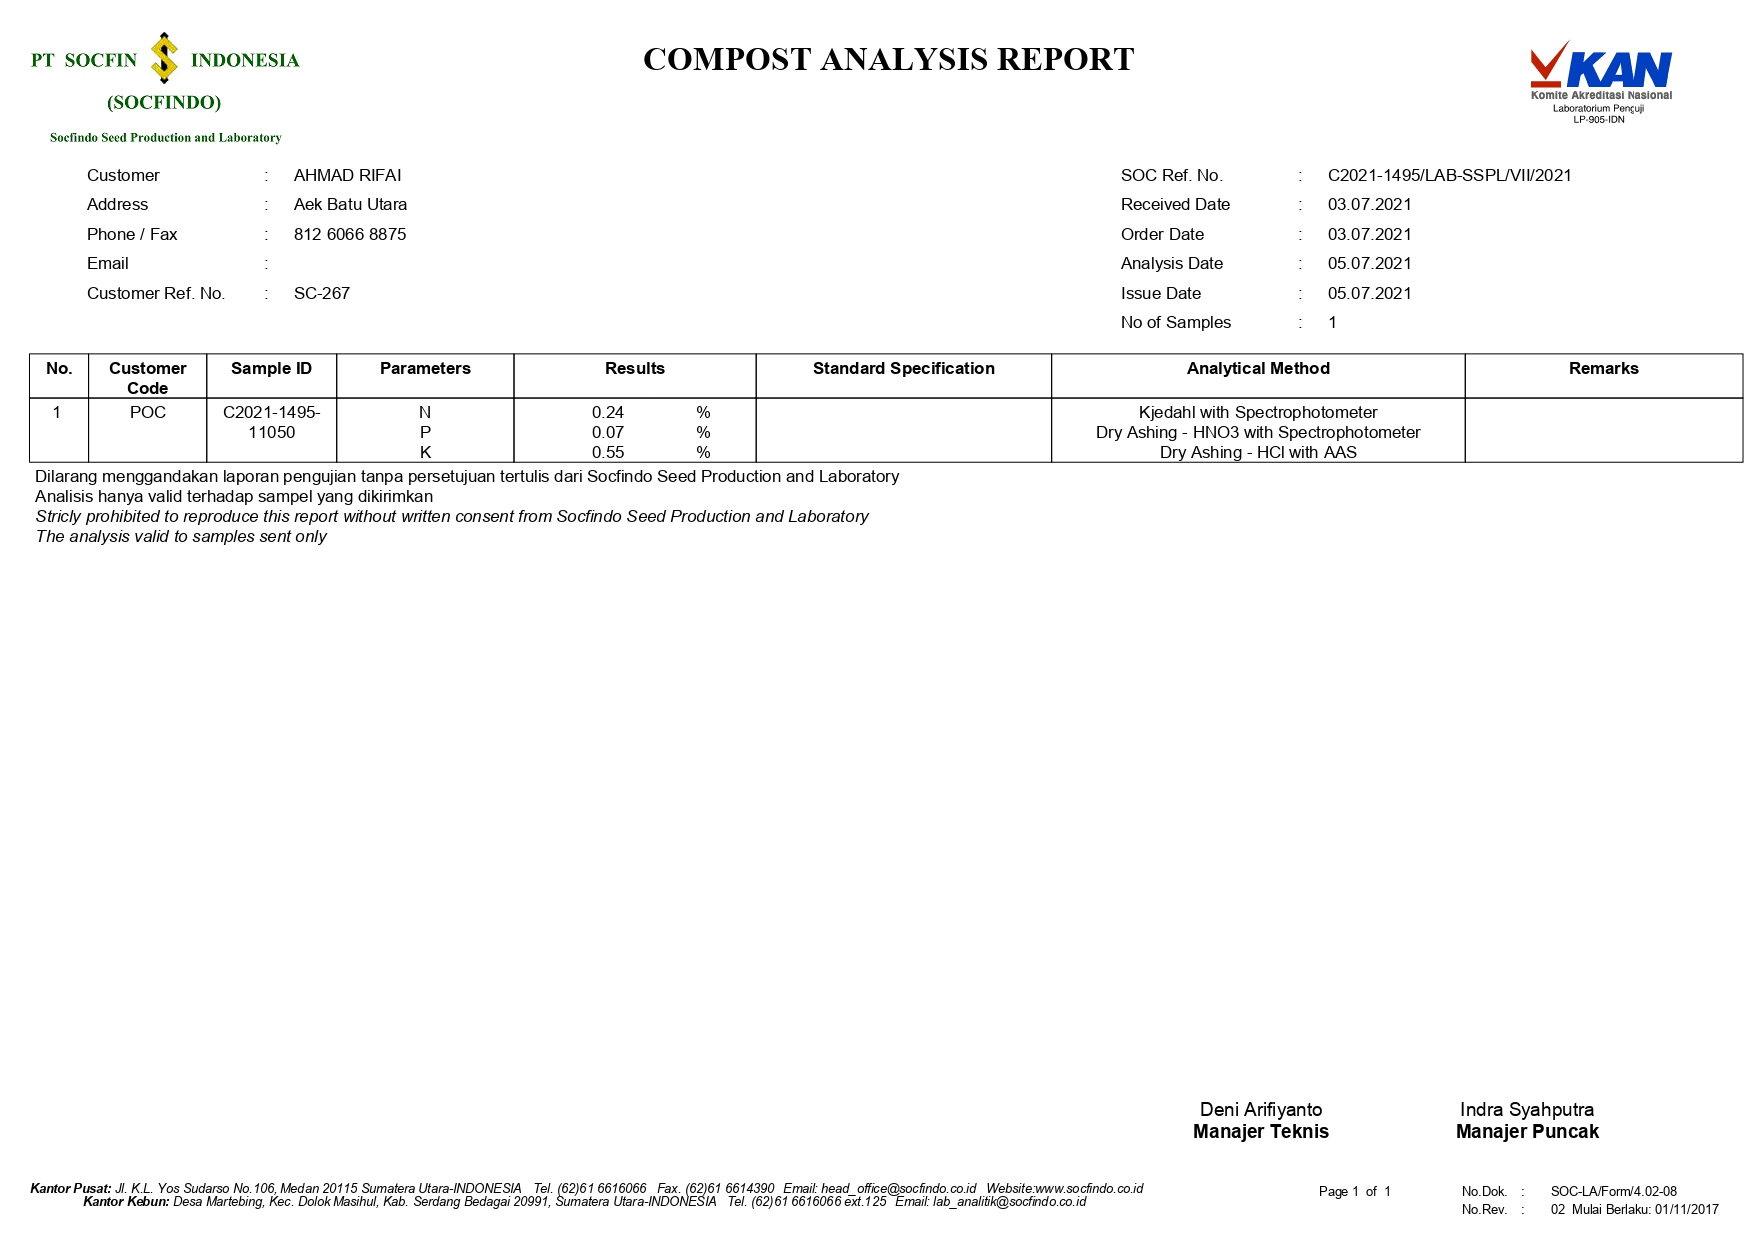 PT SOCFIN INDONESIA
(SOCFINDO)
Socfindo Seed Production and Laboratory
COMPOST ANALYSIS REPORT
KAN
Komite Akreditasi Nasional
Laboratorium Penguji
LP-905-IDN
Customer : AHMAD RIFAI
Address : Aek Batu Utara
Phone / Fax : 812 6066 8875
Email :
Customer Ref. No. : SC-267
SOC Ref. No. : C2021-1495/LAB-SSPL/VII/2021
Received Date : 03.07.2021
Order Date : 03.07.2021
Analysis Date : 05.07.2021
Issue Date : 05.07.2021
No of Samples : 1
No. Customer Code Sample ID Parameters Results Standard Specification Analytical Method Remarks
1 POC C2021-1495-11050 N 0.24 % Kjedahl with Spectrophotometer
P 0.07 % Dry Ashing - HNO3 with Spectrophotometer
K 0.55 % Dry Ashing - HCl with AAS
Dilarang menggandakan laporan pengujian tanpa persetujuan tertulis dari Socfindo Seed Production and Laboratory
Analisis hanya valid terhadap sampel yang dikirimkan
Stricly prohibited to reproduce this report without written consent from Socfindo Seed Production and Laboratory
The analysis valid to samples sent only
Deni Arifiyanto
Manajer Teknis
Indra Syahputra
Manajer Puncak
Kantor Pusat: Jl. K.L. Yos Sudarso No.106, Medan 20115 Sumatera Utara-INDONESIA Tel. (62)61 6616066 Fax. (62)61 6614390 Email: head_office@socfindo.co.id Website:www.socfindo.co.id
Kantor Kebun: Desa Martebing, Kec. Dolok Masihul, Kab. Serdang Bedagai 20991, Sumatera Utara-INDONESIA Tel. (62)61 6616066 ext.125 Email: lab_analitik@socfindo.co.id
Page 1 of 1
No.Dok. : SOC-LA/Form/4.02-08
No.Rev. : 02 Mulai Berlaku: 01/11/2017